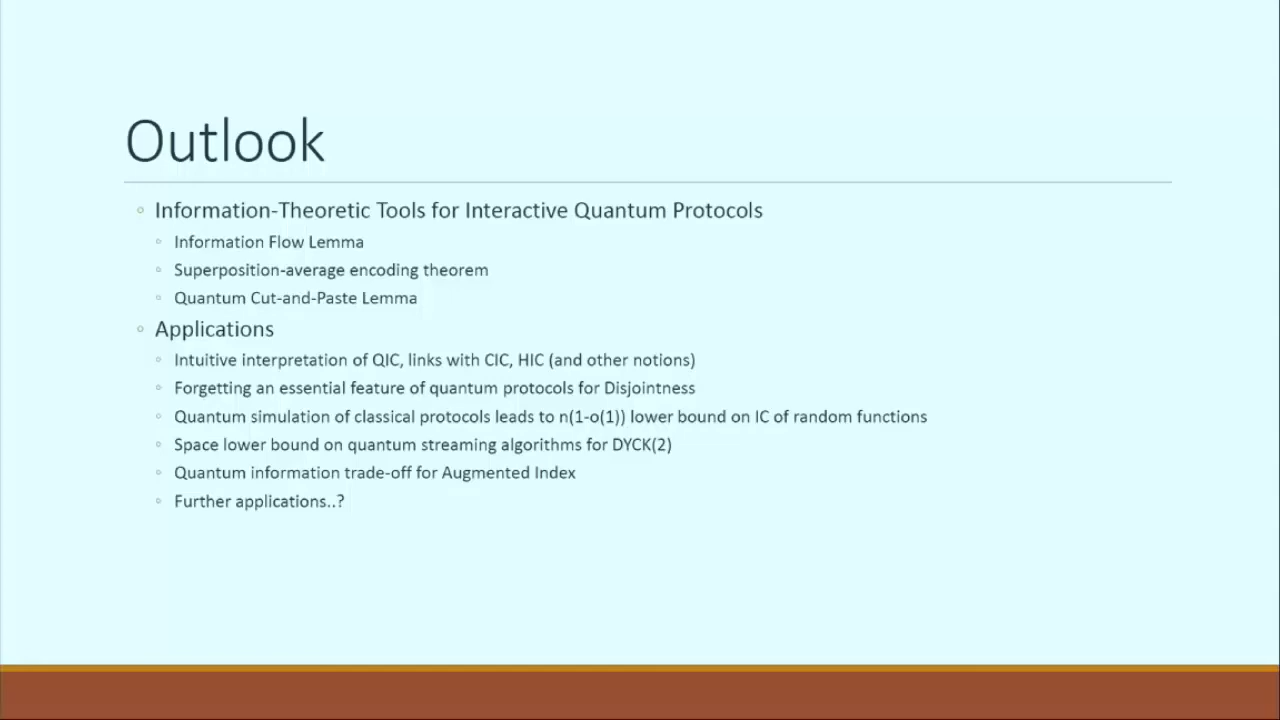 Outlook
Information-Theoretic Tools for Interactive Quantum Protocols
Information Flow Lemma
Superposition-average encoding theorem
Quantum Cut-and-Paste Lemma
Applications
Intuitive interpretation of QIC, links with CIC, HIC (and other notions)
Forgetting an essential feature of quantum protocols for Disjointness
Quantum simulation of classical protocols leads to n(1-o(1)) lower bound on IC of random functions
Space lower bound on quantum streaming algorithms for DYCK(2)
Quantum information trade-off for Augmented Index
Further applications..?